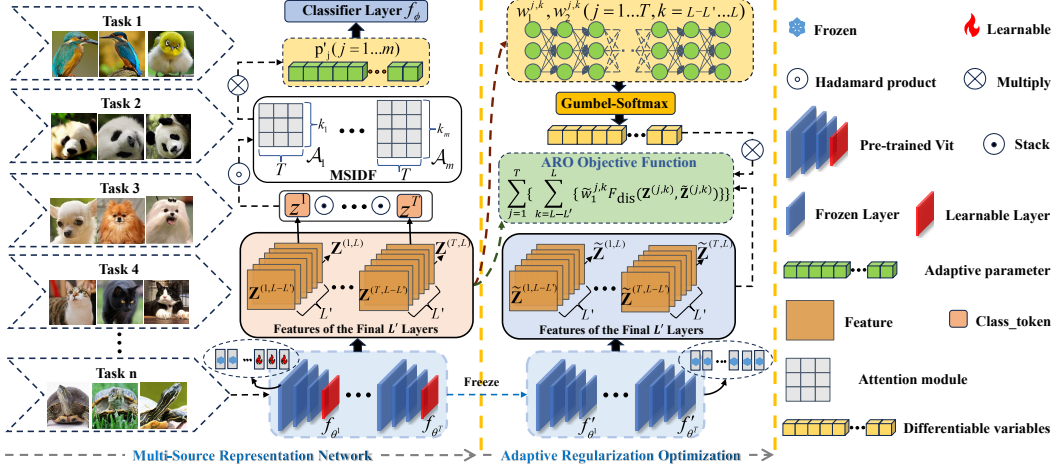 Task 1
Task 2
Task 3
Task 4
Task n
Classifier Layer f_ϕ
p'_j (j=1...m)
k_1
T
𝒜_1
k_m
T
𝒜_m
MSIDF
z^1
z^T
Z^(1,L)
Z^(T,L)
Z^(1,L-L')
Z^(T,L-L')
L'
L'
Features of the Final L' Layers
f_θ^1
f_θ^T
Freeze
Multi-Source Representation Network
w_1^{j,k}, w_2^{j,k} (j=1...T, k=L-L'...L)
Gumbel-Softmax
ARO Objective Function
∑_{j=1}^{T}{ ∑_{k=L-L'}^{L}{ w̃_1^{j,k} F_dis(Z^(j,k), Z̃^(j,k))}}
Z̃^(1,L)
Z̃^(T,L)
Z̃^(1,L-L')
Z̃^(T,L-L')
L'
L'
Features of the Final L' Layers
f'_θ^1
f'_θ^T
Adaptive Regularization Optimization
Frozen
Learnable
Hadamard product
Multiply
Pre-trained Vit
Stack
Frozen Layer
Learnable Layer
Adaptive parameter
Feature
Class_token
Attention module
Differentiable variables